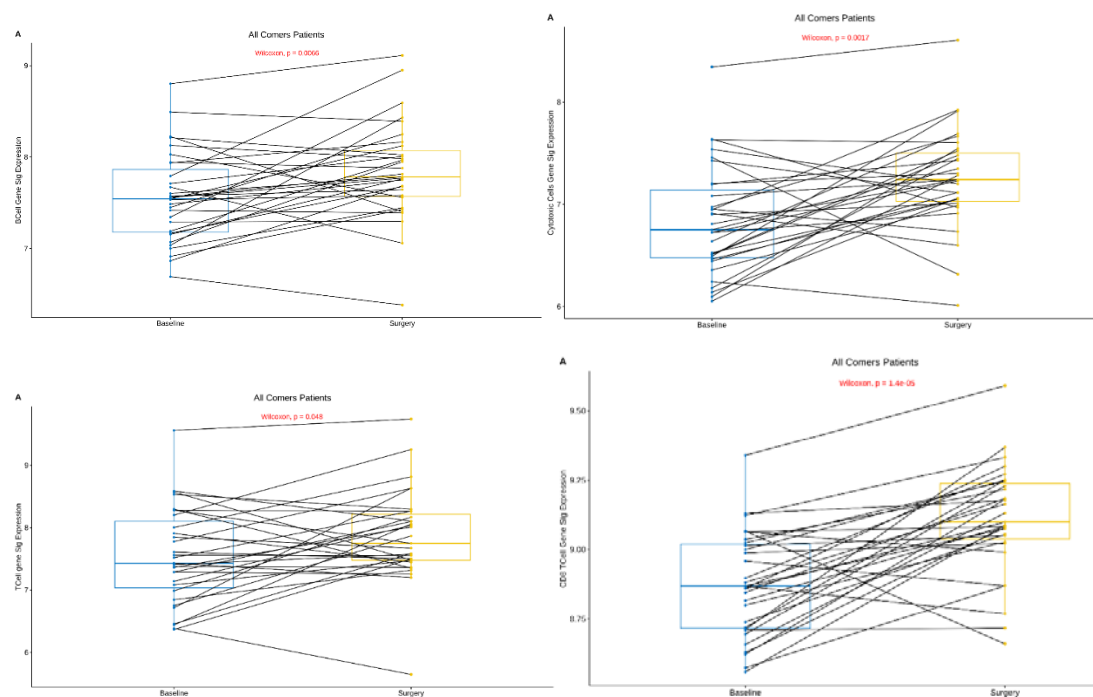 A
All Comers Patients
Wilcoxon, p = 0.0066
BCell Gene Sig Expression
9
8
7
Baseline
Surgery
A
All Comers Patients
Wilcoxon, p = 0.0017
Cytotoxic Cells Gene Sig Expression
8
7
6
Baseline
Surgery
A
All Comers Patients
Wilcoxon, p = 0.048
TCell gene Sig Expression
9
8
7
6
Baseline
Surgery
A
All Comers Patients
Wilcoxon, p = 1.4e-05
CD8 TCell Gene Sig Expression
9.50
9.25
9.00
8.75
Baseline
Surgery